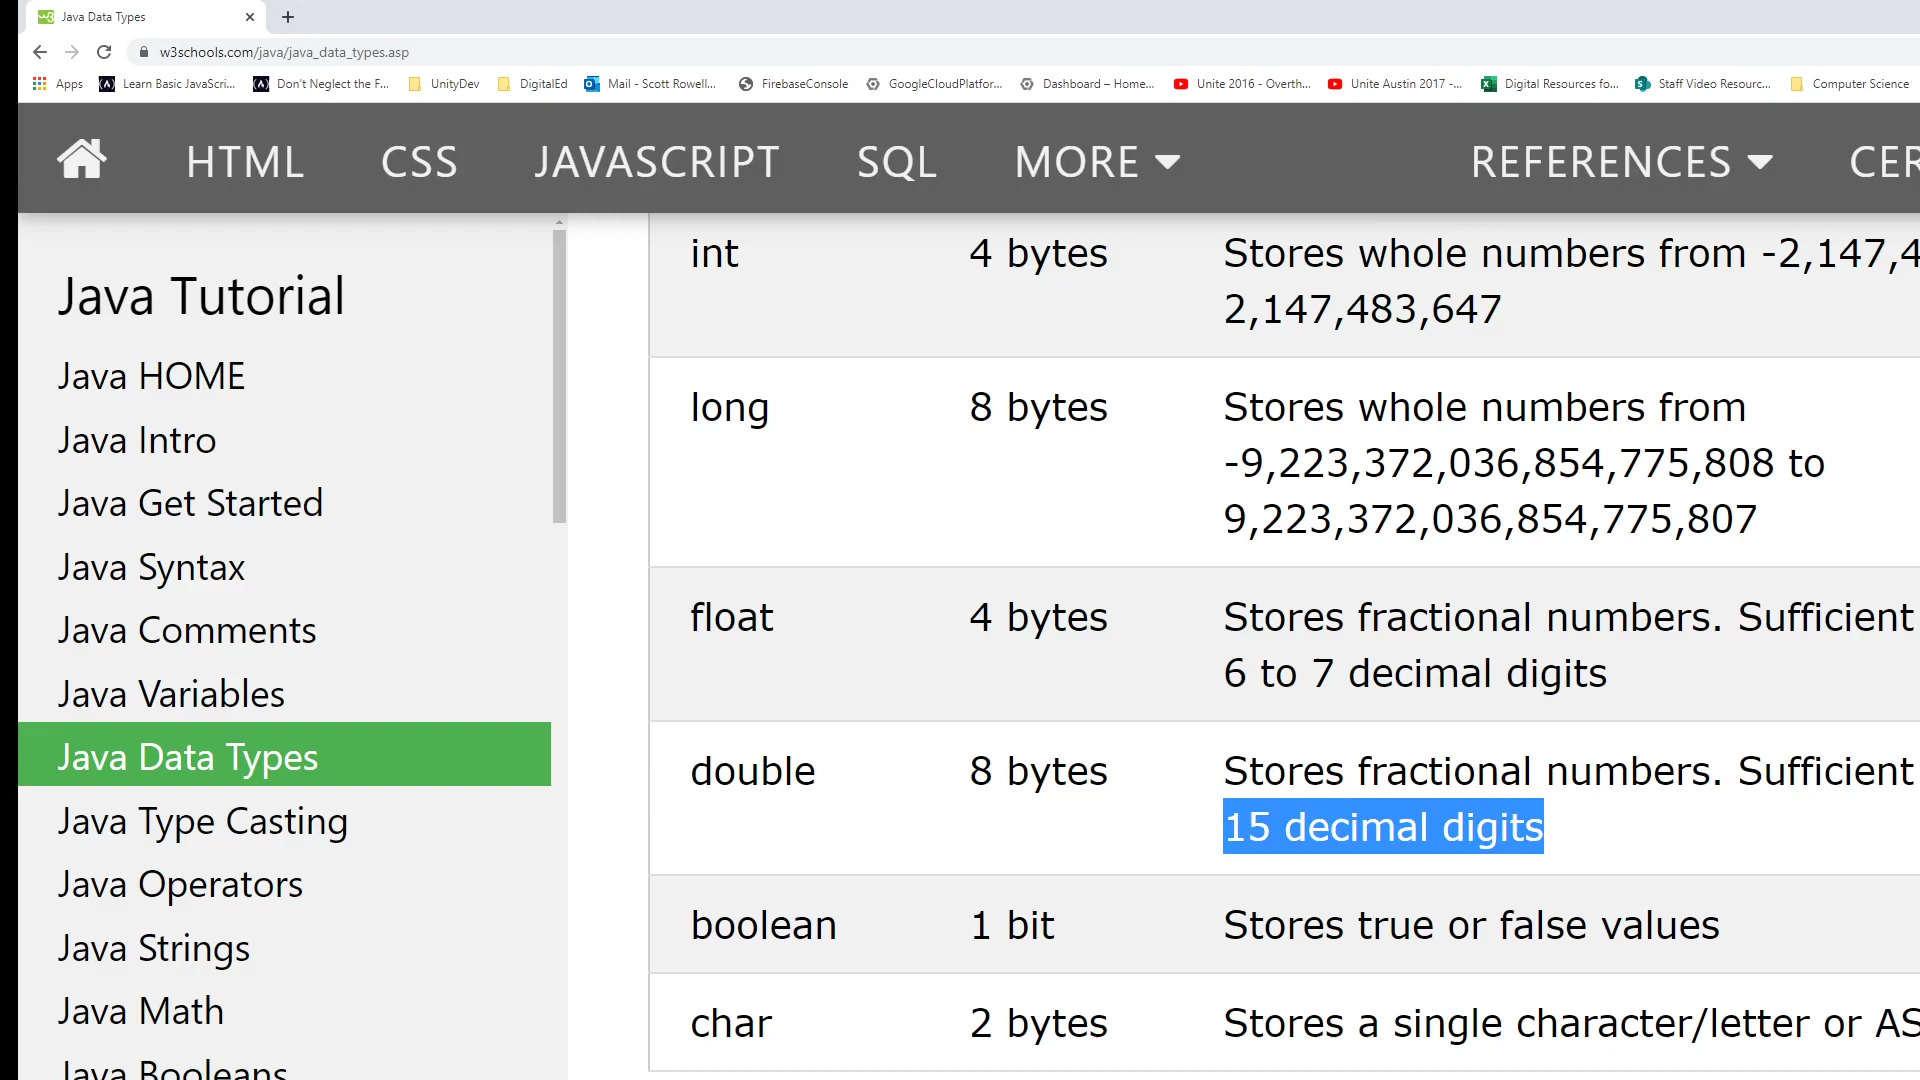 Java Data Types
w3schools.com/java/java_data_types.asp
Apps Learn Basic JavaScri... Don't Neglect the F... UnityDev DigitalEd Mail - Scott Rowell... FirebaseConsole GoogleCloudPlatfor... Dashboard – Home... Unite 2016 - Overth... Unite Austin 2017 -... Digital Resources fo... Staff Video Resourc... Computer Science
HTML CSS JAVASCRIPT SQL MORE REFERENCES CER
Java Tutorial
Java HOME
Java Intro
Java Get Started
Java Syntax
Java Comments
Java Variables
Java Data Types
Java Type Casting
Java Operators
Java Strings
Java Math
Java Booleans
int 4 bytes Stores whole numbers from -2,147,4
2,147,483,647
long 8 bytes Stores whole numbers from
-9,223,372,036,854,775,808 to
9,223,372,036,854,775,807
float 4 bytes Stores fractional numbers. Sufficient
6 to 7 decimal digits
double 8 bytes Stores fractional numbers. Sufficient
15 decimal digits
boolean 1 bit Stores true or false values
char 2 bytes Stores a single character/letter or AS